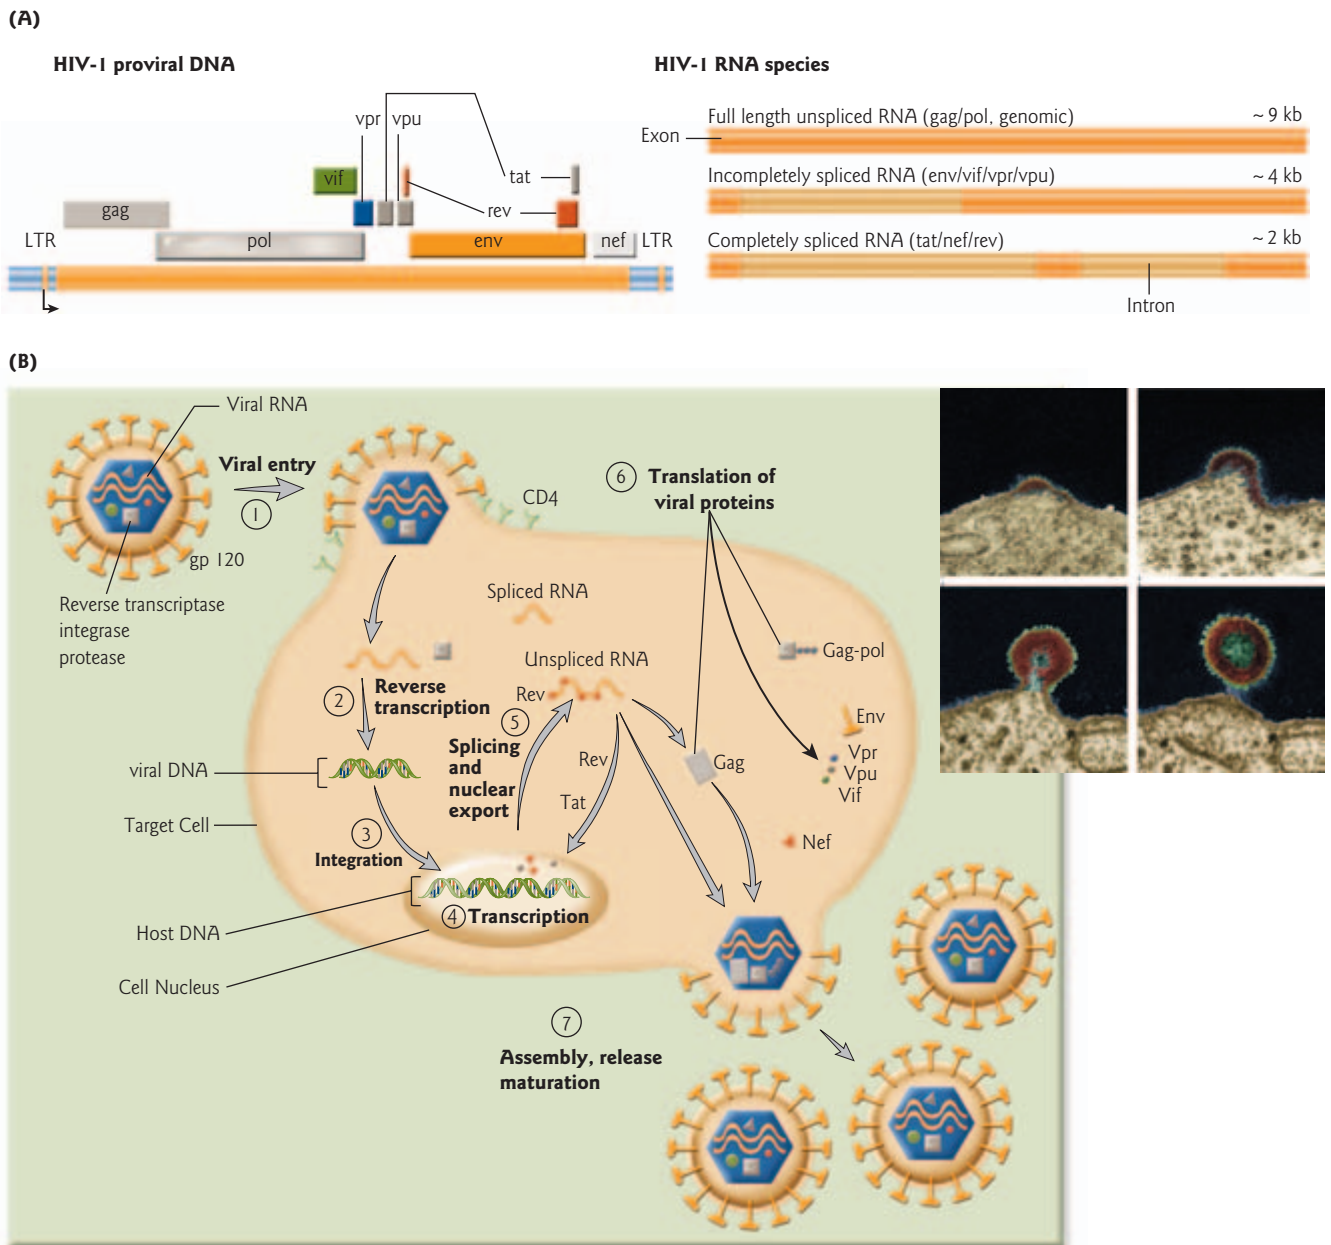 (A)
HIV-1 proviral DNA
HIV-1 RNA species
vpr
vpu
tat
vif
rev
gag
LTR
pol
env
nef
LTR
Full length unspliced RNA (gag/pol, genomic)
~ 9 kb
Exon
Incompletely spliced RNA (env/vif/vpr/vpu)
~ 4 kb
Completely spliced RNA (tat/nef/rev)
~ 2 kb
Intron
(B)
Viral RNA
Viral entry
1
gp 120
Reverse transcriptase
integrase
protease
CD4
6
Translation of
viral proteins
Spliced RNA
Unspliced RNA
Rev
Gag-pol
2
Reverse
transcription
5
Splicing
and
nuclear
export
Env
Vpr
Vpu
Vif
viral DNA
Rev
Gag
Tat
Target Cell
3
Integration
Nef
4
Transcription
Host DNA
Cell Nucleus
7
Assembly, release
maturation